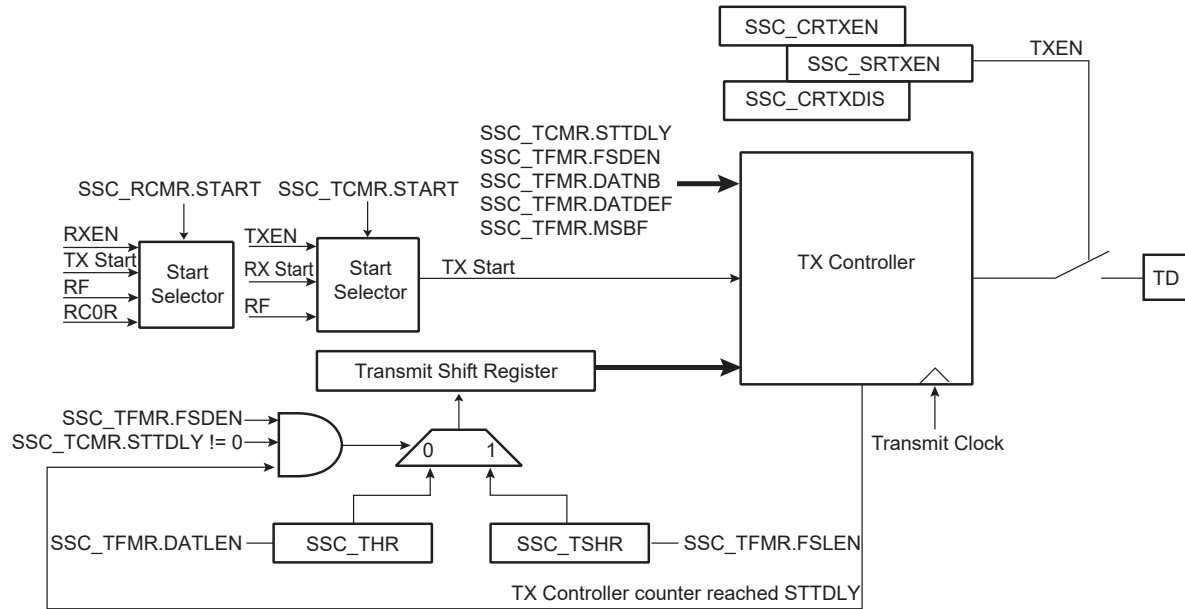 SSC_CRTXEN
SSC_SRTXEN
SSC_CRTXDIS
TXEN
SSC_TCMR.STTDLY
SSC_TFMR.FSDEN
SSC_TFMR.DATNB
SSC_TFMR.DATDEF
SSC_TFMR.MSBF
SSC_RCMR.START
SSC_TCMR.START
RXEN
TX Start
RF
RC0R
Start
Selector
TXEN
RX Start
RF
Start
Selector
TX Start
TX Controller
TD
Transmit Shift Register
SSC_TFMR.FSDEN
SSC_TCMR.STTDLY != 0
0
1
Transmit Clock
SSC_TFMR.DATLEN
SSC_THR
SSC_TSHR
SSC_TFMR.FSLEN
TX Controller counter reached STTDLY